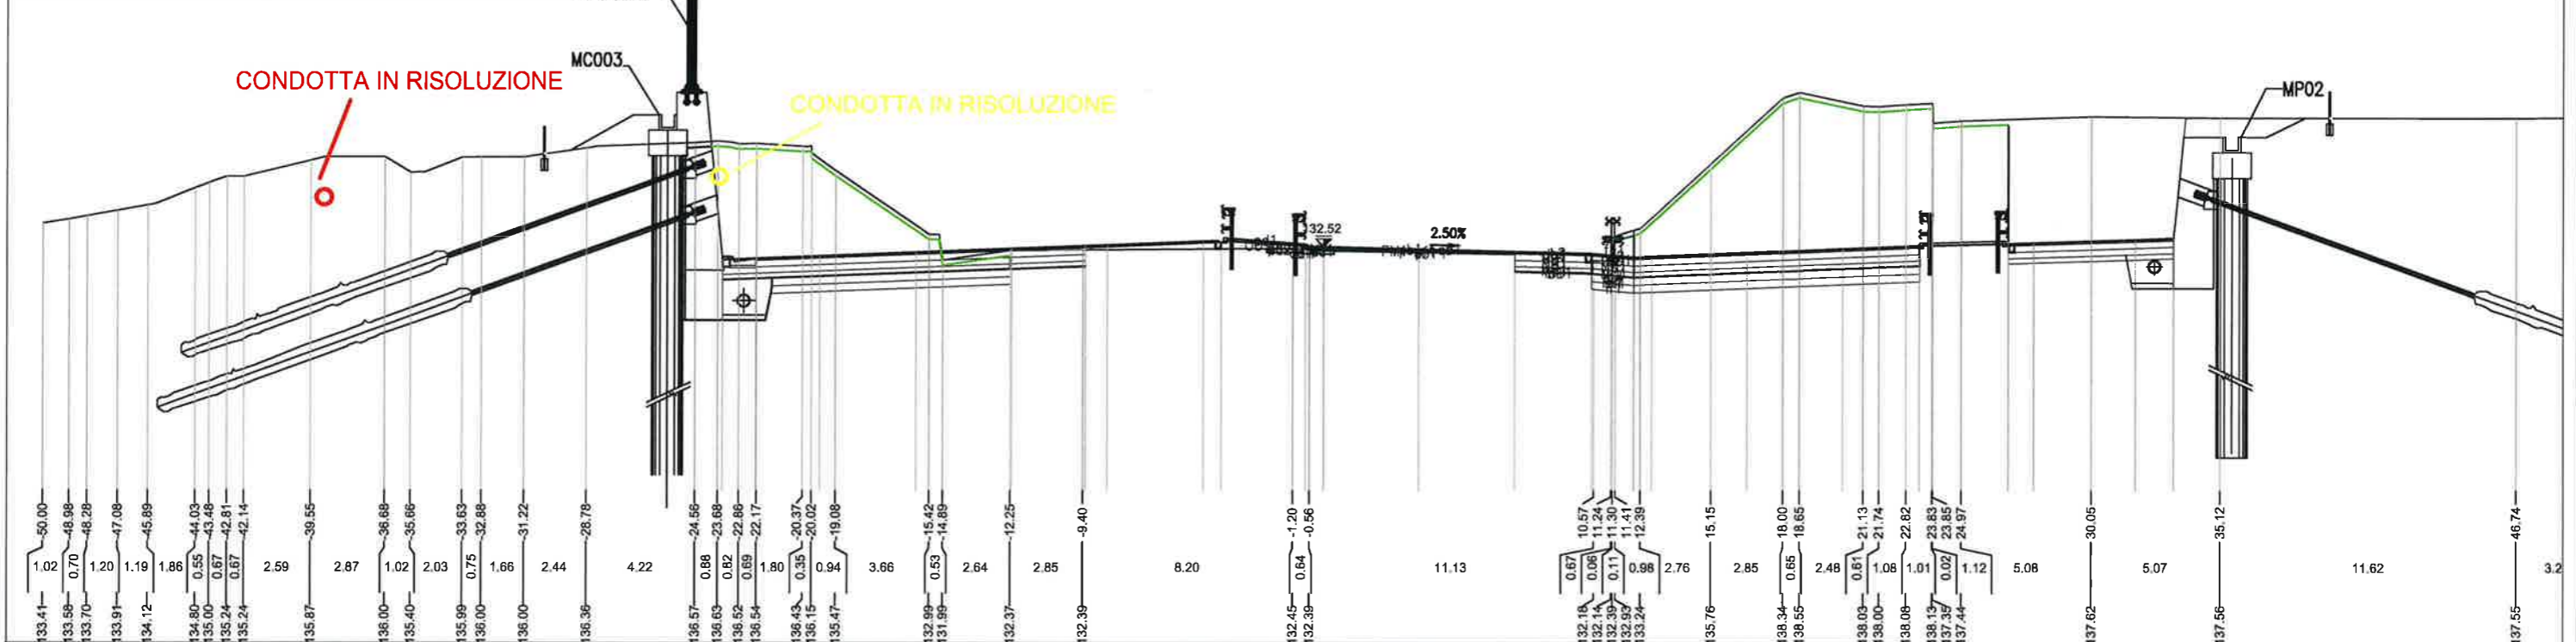 MC003
CONDOTTA IN RISOLUZIONE
CONDOTTA IN RISOLUZIONE
MP02
132.52
2.50%
-50.00 -48.98 -48.28 -47.08 -45.89 -44.03 -43.48 -42.81 -42.14 -39.55 -36.68 -35.66 -33.63 -32.88 -31.22 -28.78 -24.56 -23.68 -22.86 -22.17 -20.37 -20.02 -19.08 -15.42 -14.89 -12.25 -9.40 -1.20 -0.56 10.57 11.24 11.30 11.41 12.39 15.15 18.00 18.65 21.13 21.74 22.82 23.83 23.85 24.97 30.05 35.12 46.74
1.02 0.70 1.20 1.19 1.86 0.55 0.67 0.67 2.59 2.87 1.02 2.03 0.75 1.66 2.44 4.22 0.88 0.82 0.69 1.80 0.35 0.94 3.66 0.53 2.64 2.85 8.20 0.64 11.13 0.67 0.06 0.11 0.98 2.76 2.85 0.65 2.48 0.61 1.08 1.01 0.02 1.12 5.08 5.07 11.62 3.2
133.41 133.58 133.70 133.91 134.12 134.80 135.00 135.24 135.24 135.87 136.00 135.40 135.99 136.00 136.00 136.36 136.57 136.63 136.52 136.54 136.43 136.15 135.47 132.99 131.99 132.37 132.39 132.45 132.39 132.18 132.14 132.39 132.93 133.24 135.76 138.34 138.55 138.03 138.00 138.08 138.13 137.35 137.44 137.62 137.56 137.55